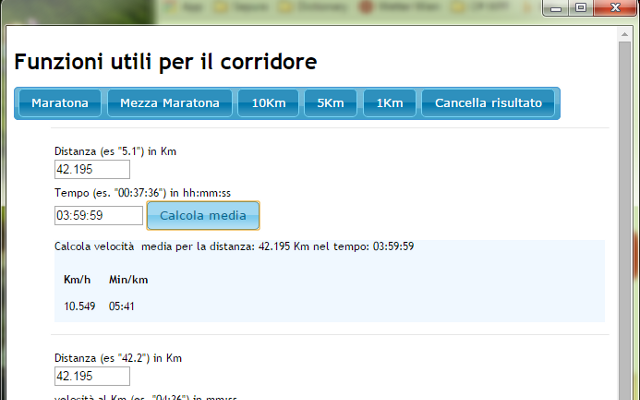 Funzioni utili per il corridore
Maratona Mezza Maratona 10Km 5Km 1Km Cancella risultato
Distanza (es "5.1") in Km
42.195
Tempo (es. "00:37:36") in hh:mm:ss
03:59:59 Calcola media
Calcola velocità media per la distanza: 42.195 Km nel tempo: 03:59:59
Km/h Min/km
10.549 05:41
Distanza (es "42.2") in Km
42.195
velocità al Km (es. "04:26") in mm:ss